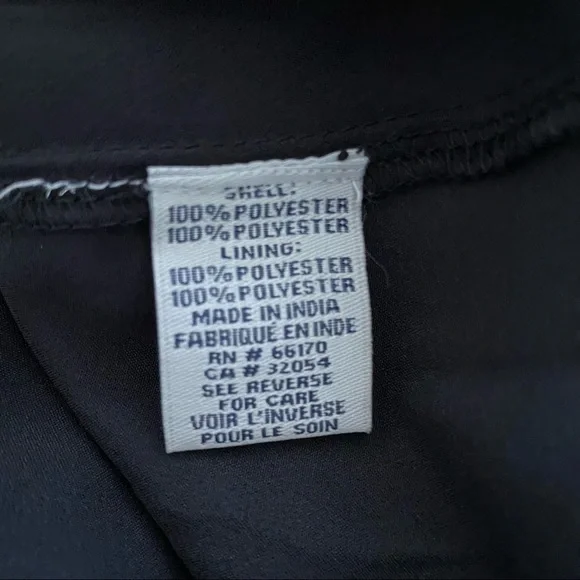 SHELL:
100% POLYESTER
100% POLYESTER
LINING:
100% POLYESTER
100% POLYESTER
MADE IN INDIA
FABRIQUÉ EN INDE
RN # 66170
CA # 32054
SEE REVERSE
FOR CARE
VOIR L'INVERSE
POUR LE SOIN